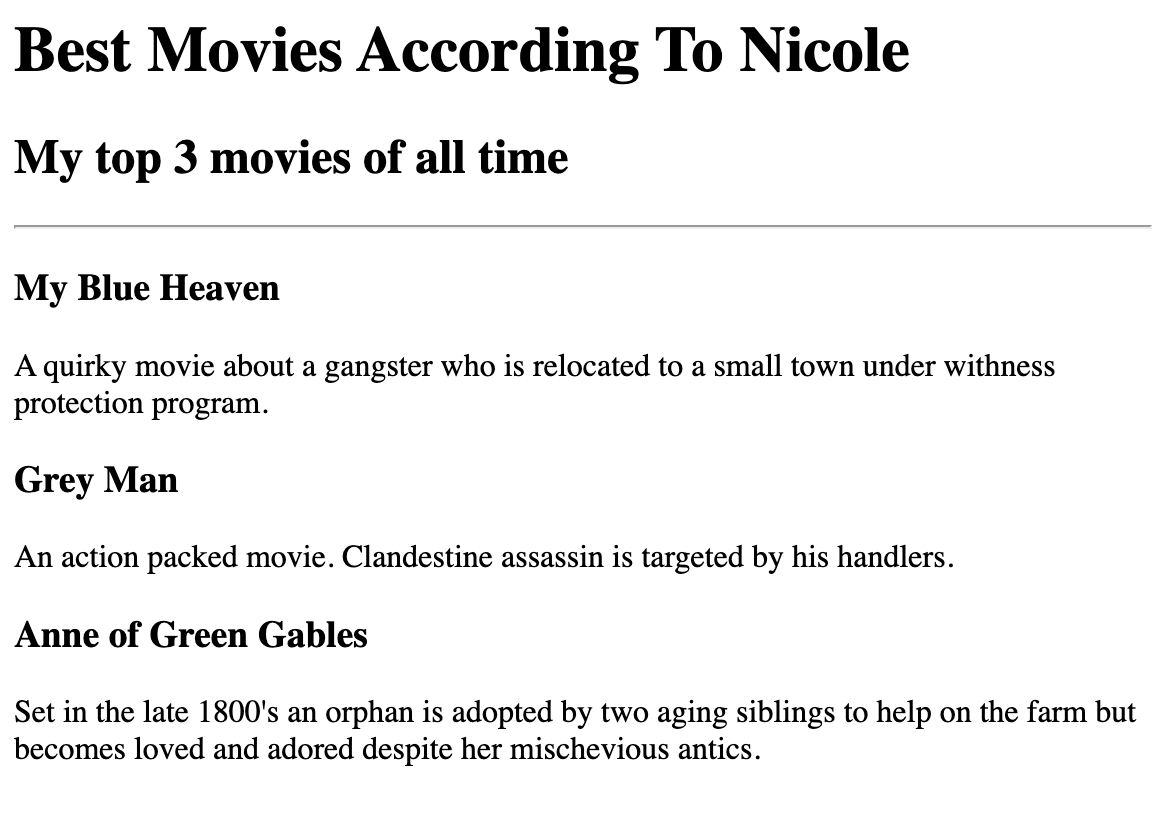 Best Movies According To Nicole
My top 3 movies of all time
My Blue Heaven
A quirky movie about a gangster who is relocated to a small town under withness
protection program.
Grey Man
An action packed movie. Clandestine assassin is targeted by his handlers.
Anne of Green Gables
Set in the late 1800's an orphan is adopted by two aging siblings to help on the farm but
becomes loved and adored despite her mischevious antics.